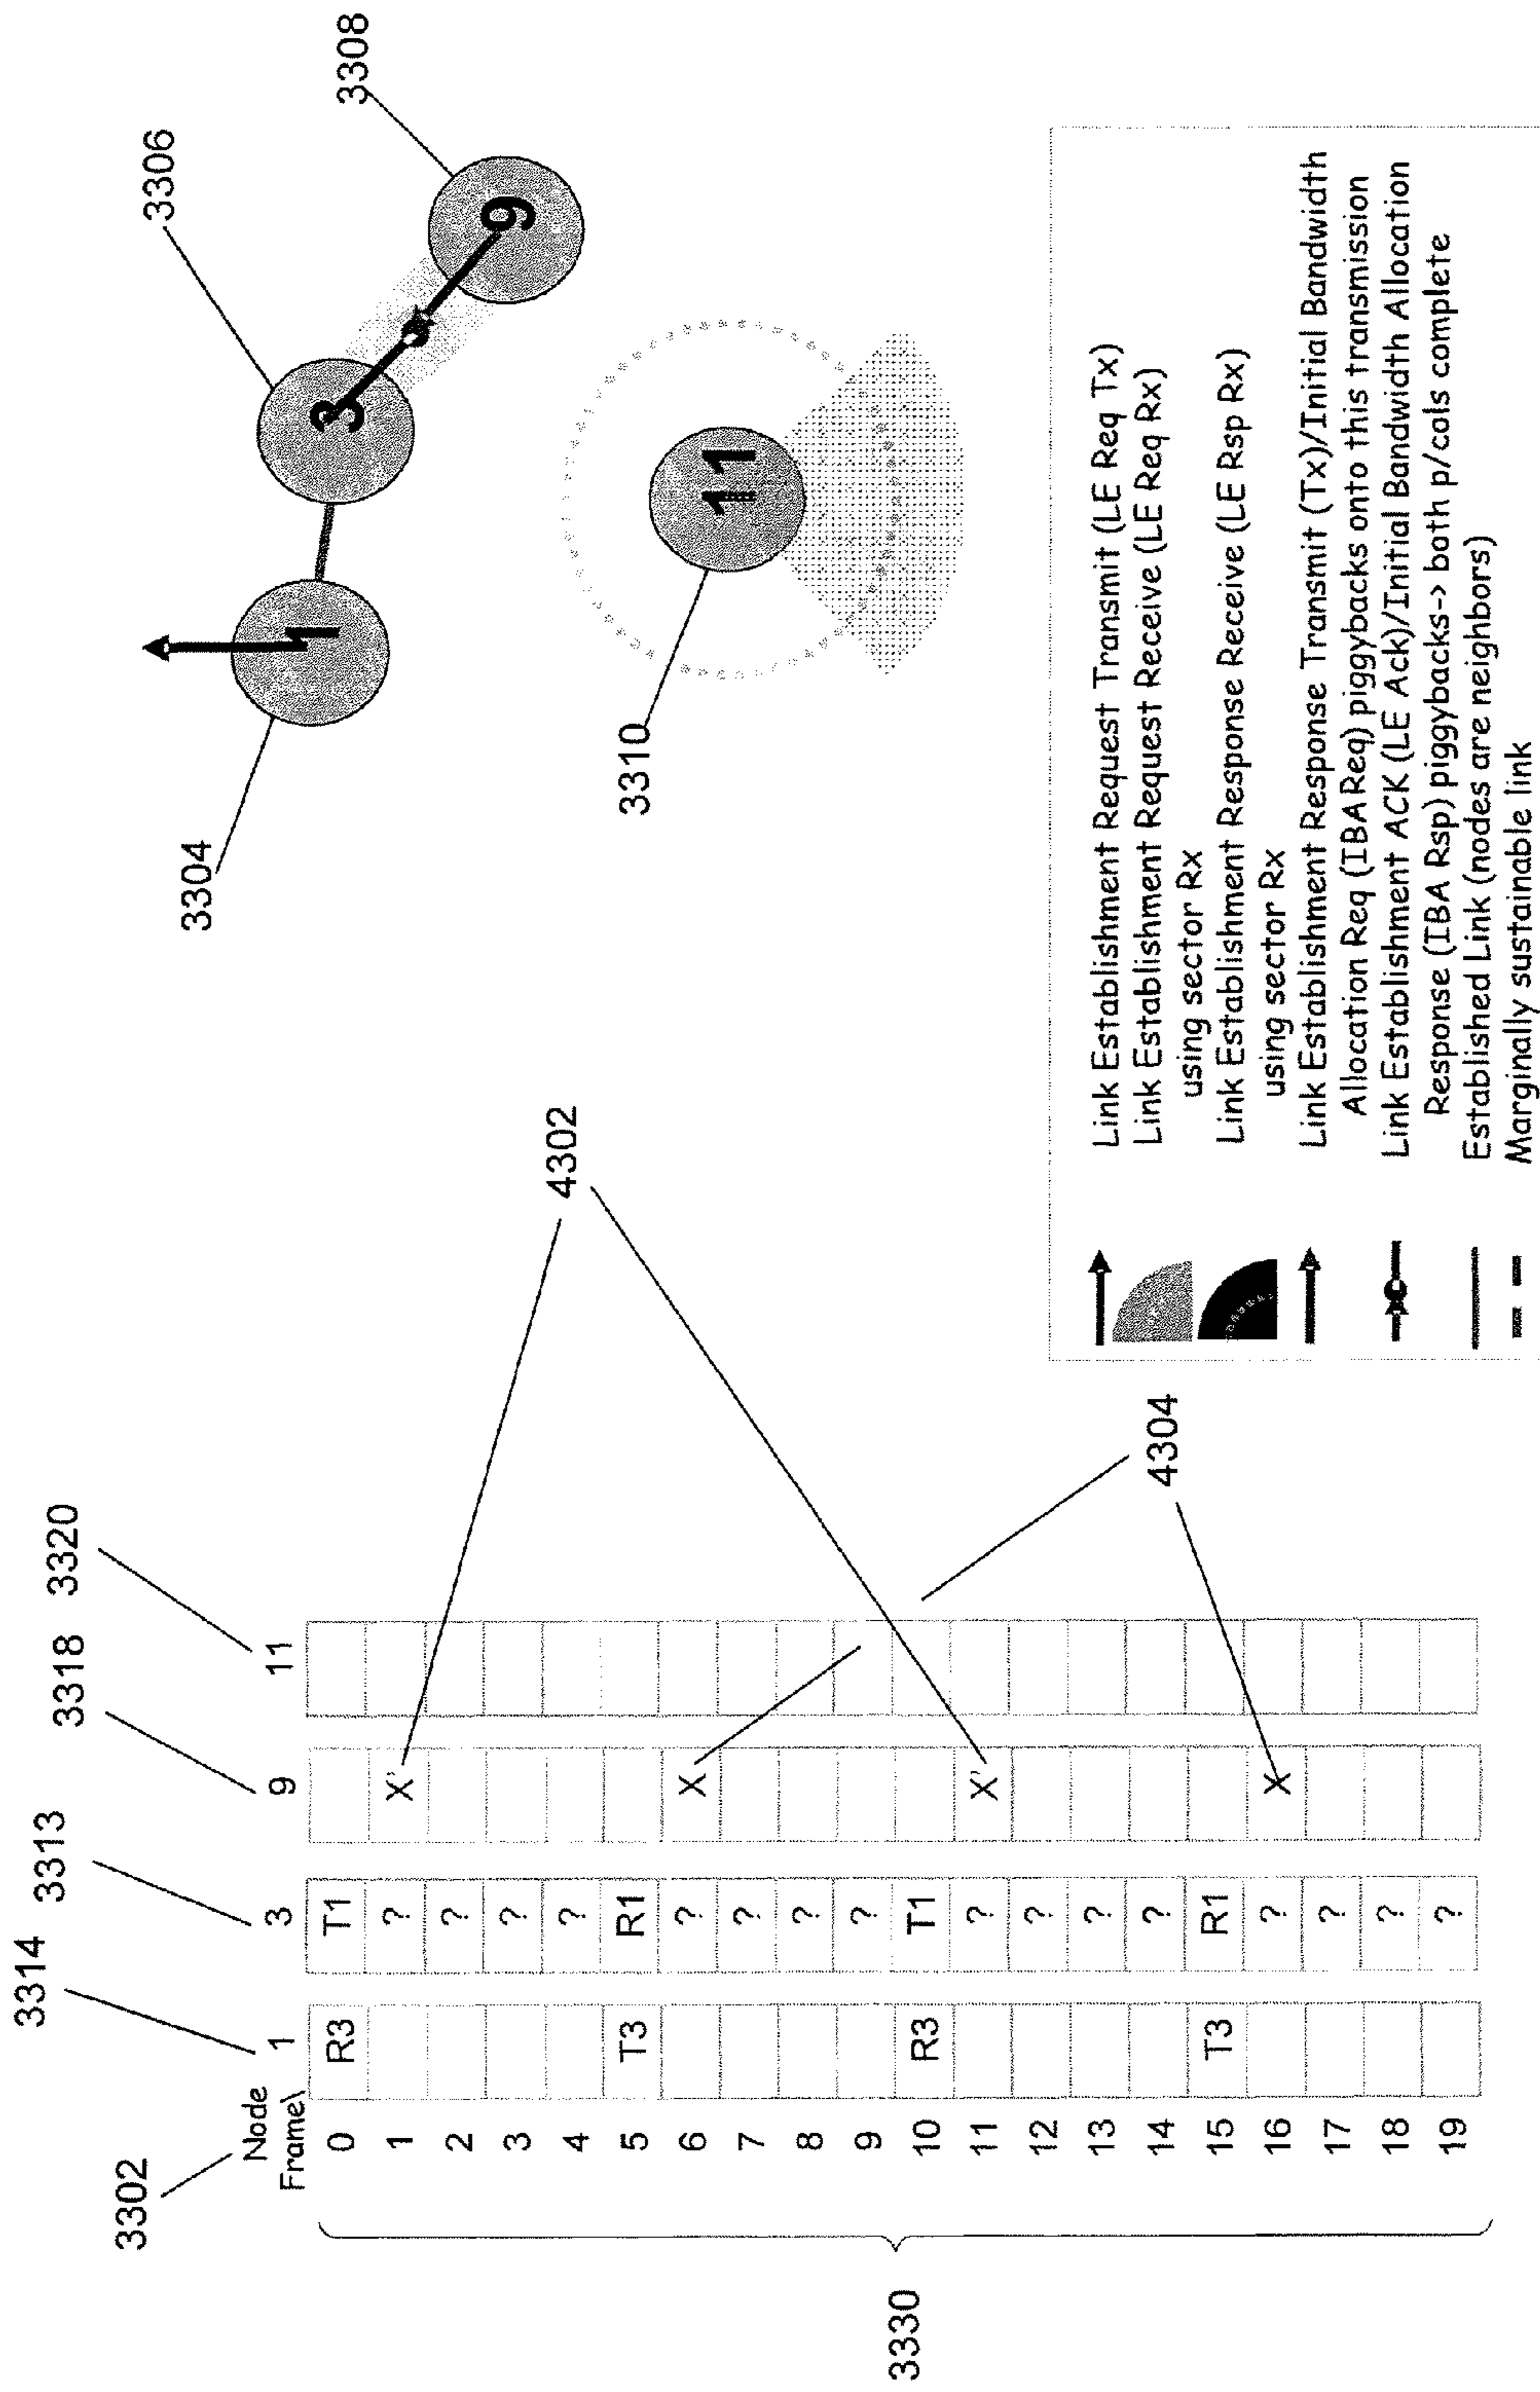 3302
3314
3313
3318
3320
Node
Frame\
1
3
9
11
0 R3 T1
1 ? X'
2 ?
3 ?
4 ?
5 T3 R1
6 ? X
7 ?
8 ?
9 ?
10 R3 T1
11 ? X'
12 ?
13 ?
14 ?
15 T3 R1
16 ? X
17 ?
18 ?
19 ?
3330
4302
4304
3304
3306
3308
3310
1
3
9
11
Link Establishment Request Transmit (LE Req Tx)
Link Establishment Request Receive (LE Req Rx)
using sector Rx
Link Establishment Response Receive (LE Rsp Rx)
using sector Rx
Link Establishment Response Transmit (Tx)/Initial Bandwidth
Allocation Req (IBA Req) piggybacks onto this transmission
Link Establishment ACK (LE Ack)/Initial Bandwidth Allocation
Response (IBA Rsp) piggybacks-> both p/cals complete
Established Link (nodes are neighbors)
Marginally sustainable link